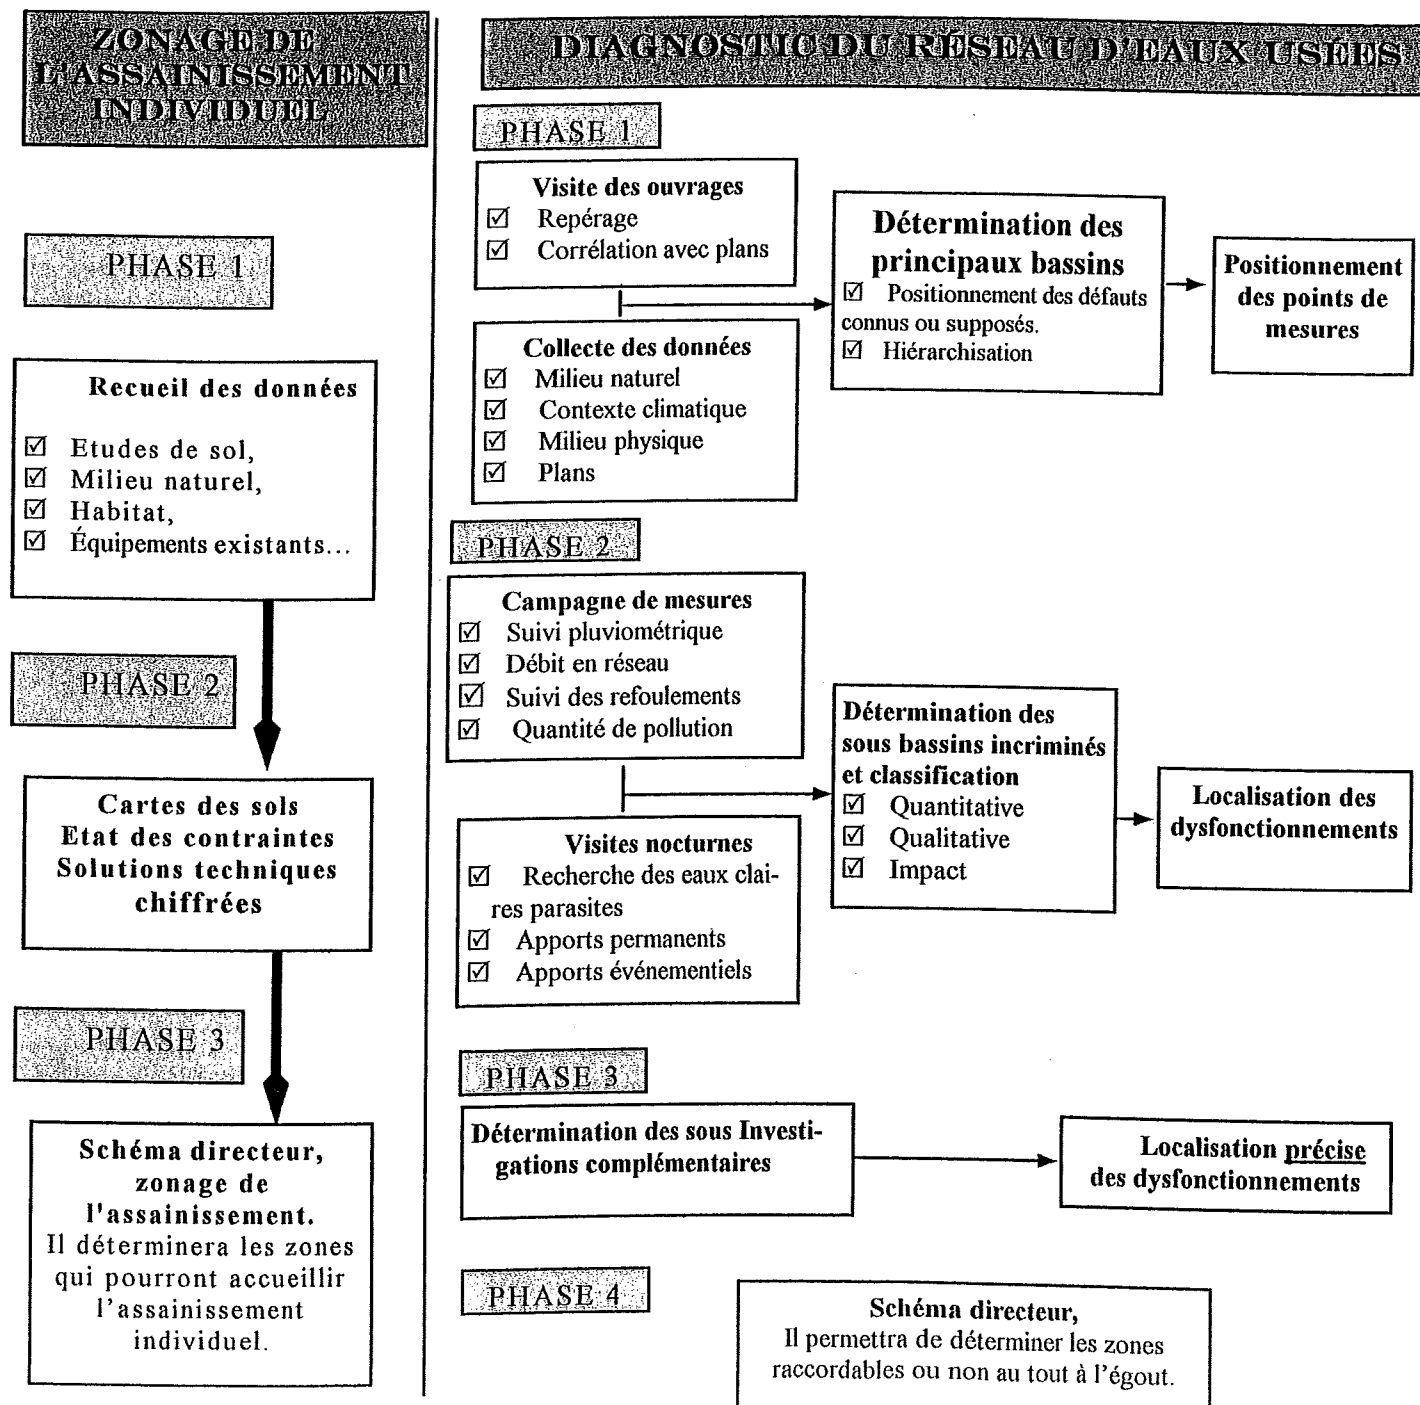 ZONAGE DE
L'ASSAINISSEMENT
INDIVIDUEL
PHASE 1
Recueil des données
☑ Etudes de sol,
☑ Milieu naturel,
☑ Habitat,
☑ Équipements existants...
PHASE 2
Cartes des sols
Etat des contraintes
Solutions techniques
chiffrées
PHASE 3
Schéma directeur,
zonage de
l'assainissement.
Il déterminera les zones
qui pourront accueillir
l'assainissement
individuel.
DIAGNOSTIC DU RÉSEAU D'EAUX USÉES
PHASE 1
Visite des ouvrages
☑ Repérage
☑ Corrélation avec plans
Collecte des données
☑ Milieu naturel
☑ Contexte climatique
☑ Milieu physique
☑ Plans
Détermination des
principaux bassins
☑ Positionnement des défauts
connus ou supposés.
☑ Hiérarchisation
Positionnement
des points de
mesures
PHASE 2
Campagne de mesures
☑ Suivi pluviométrique
☑ Débit en réseau
☑ Suivi des refoulements
☑ Quantité de pollution
Visites nocturnes
☑ Recherche des eaux clai-
res parasites
☑ Apports permanents
☑ Apports événementiels
Détermination des
sous bassins incriminés
et classification
☑ Quantitative
☑ Qualitative
☑ Impact
Localisation des
dysfonctionnements
PHASE 3
Détermination des sous Investi-
gations complémentaires
Localisation précise
des dysfonctionnements
PHASE 4
Schéma directeur,
Il permettra de déterminer les zones
raccordables ou non au tout à l'égout.